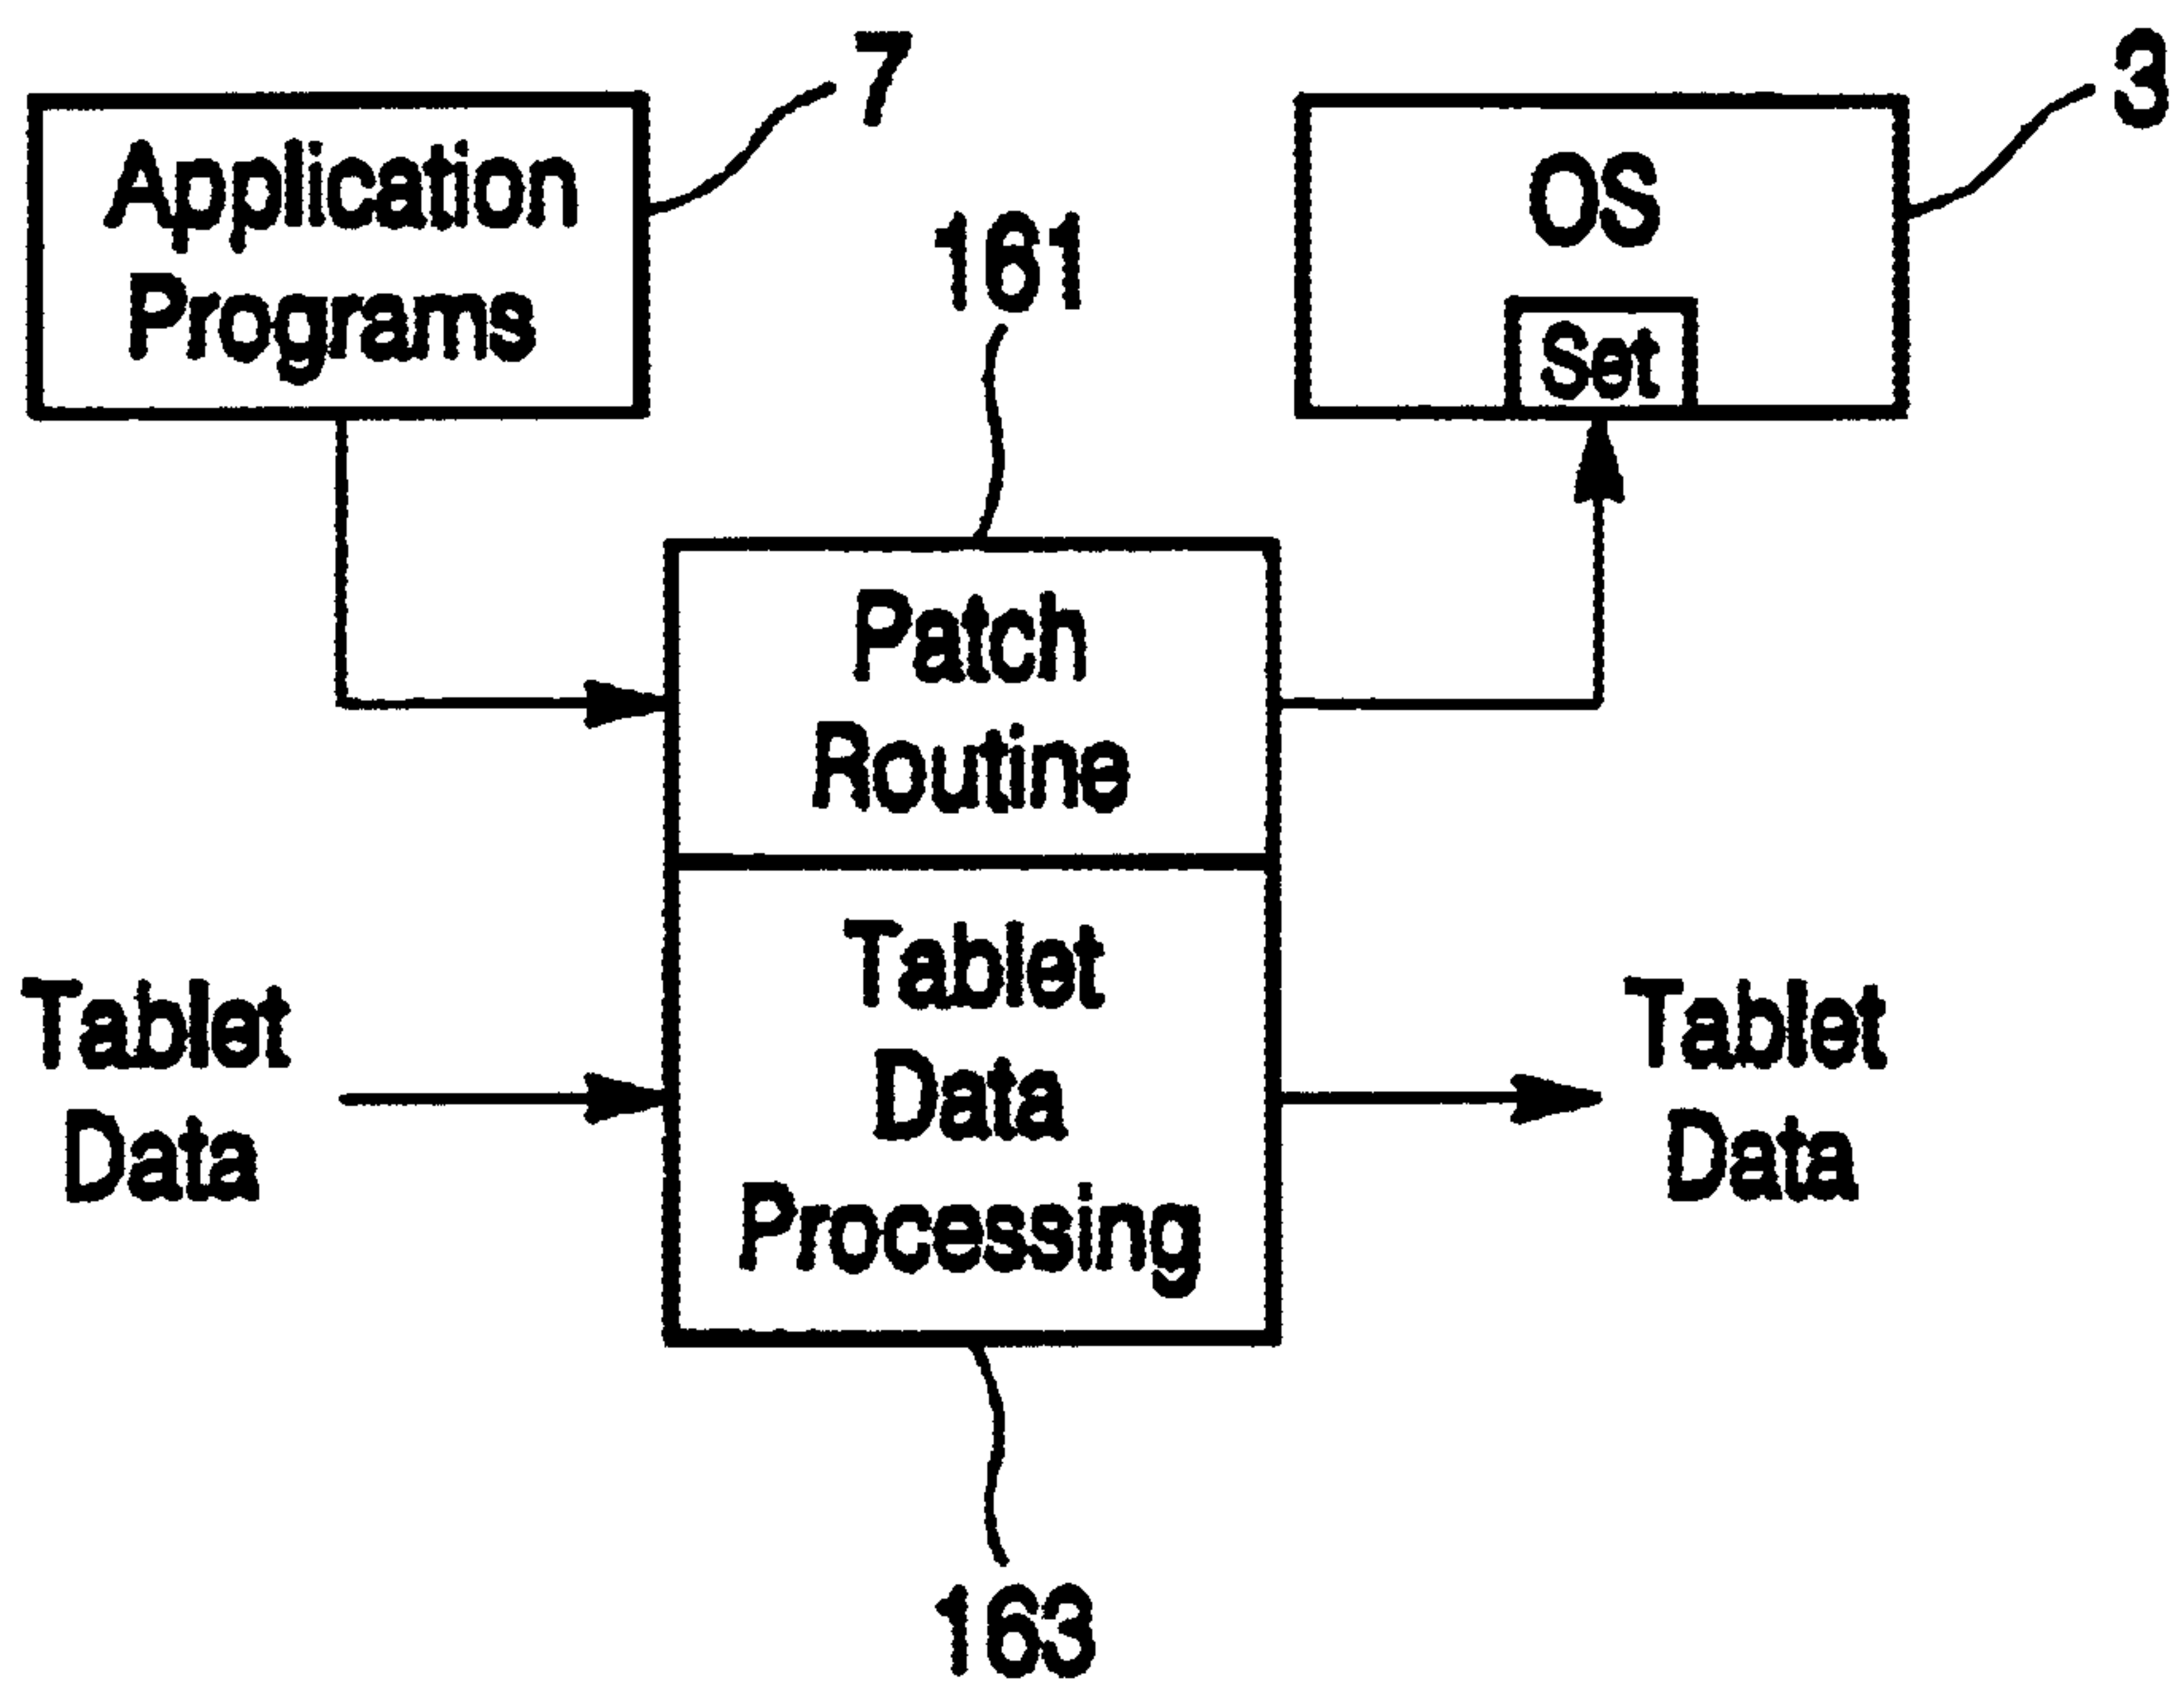 7
3
Application
Programs
161
OS
Set
Patch
Routine
Tablet
Data
Tablet
Data
Processing
Tablet
Data
163